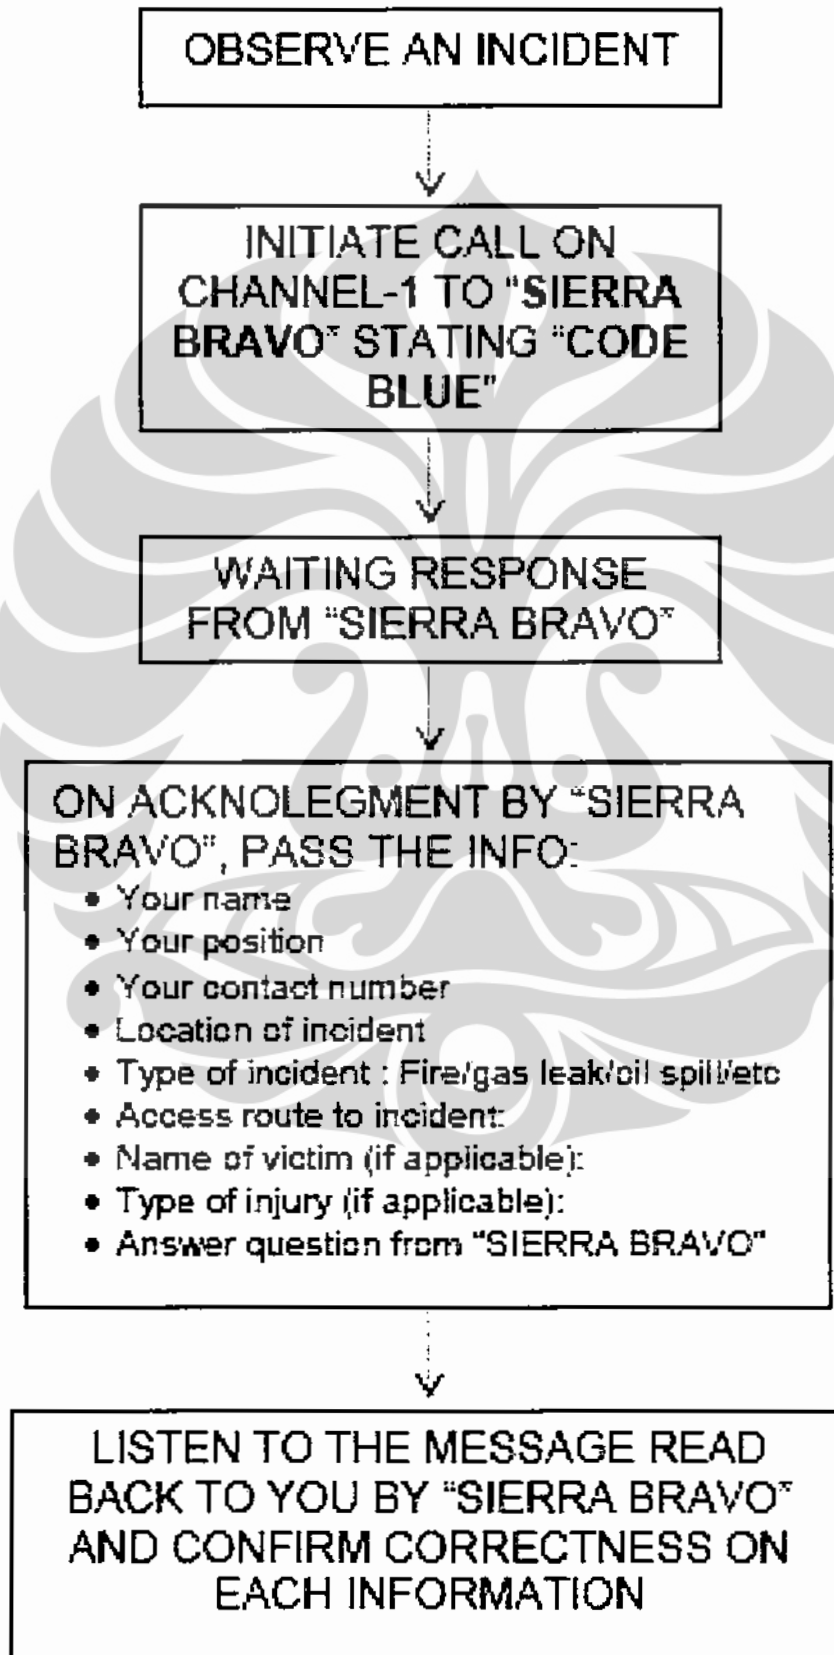 OBSERVE AN INCIDENT
INITIATE CALL ON
CHANNEL-1 TO "SIERRA
BRAVO" STATING "CODE
BLUE"
WAITING RESPONSE
FROM "SIERRA BRAVO"
ON ACKNOLEGMENT BY "SIERRA
BRAVO", PASS THE INFO:
• Your name
• Your position
• Your contact number
• Location of incident
• Type of incident : Fire/gas leak/oil spill/etc
• Access route to incident:
• Name of victim (if applicable):
• Type of injury (if applicable):
• Answer question from "SIERRA BRAVO"
LISTEN TO THE MESSAGE READ
BACK TO YOU BY "SIERRA BRAVO"
AND CONFIRM CORRECTNESS ON
EACH INFORMATION